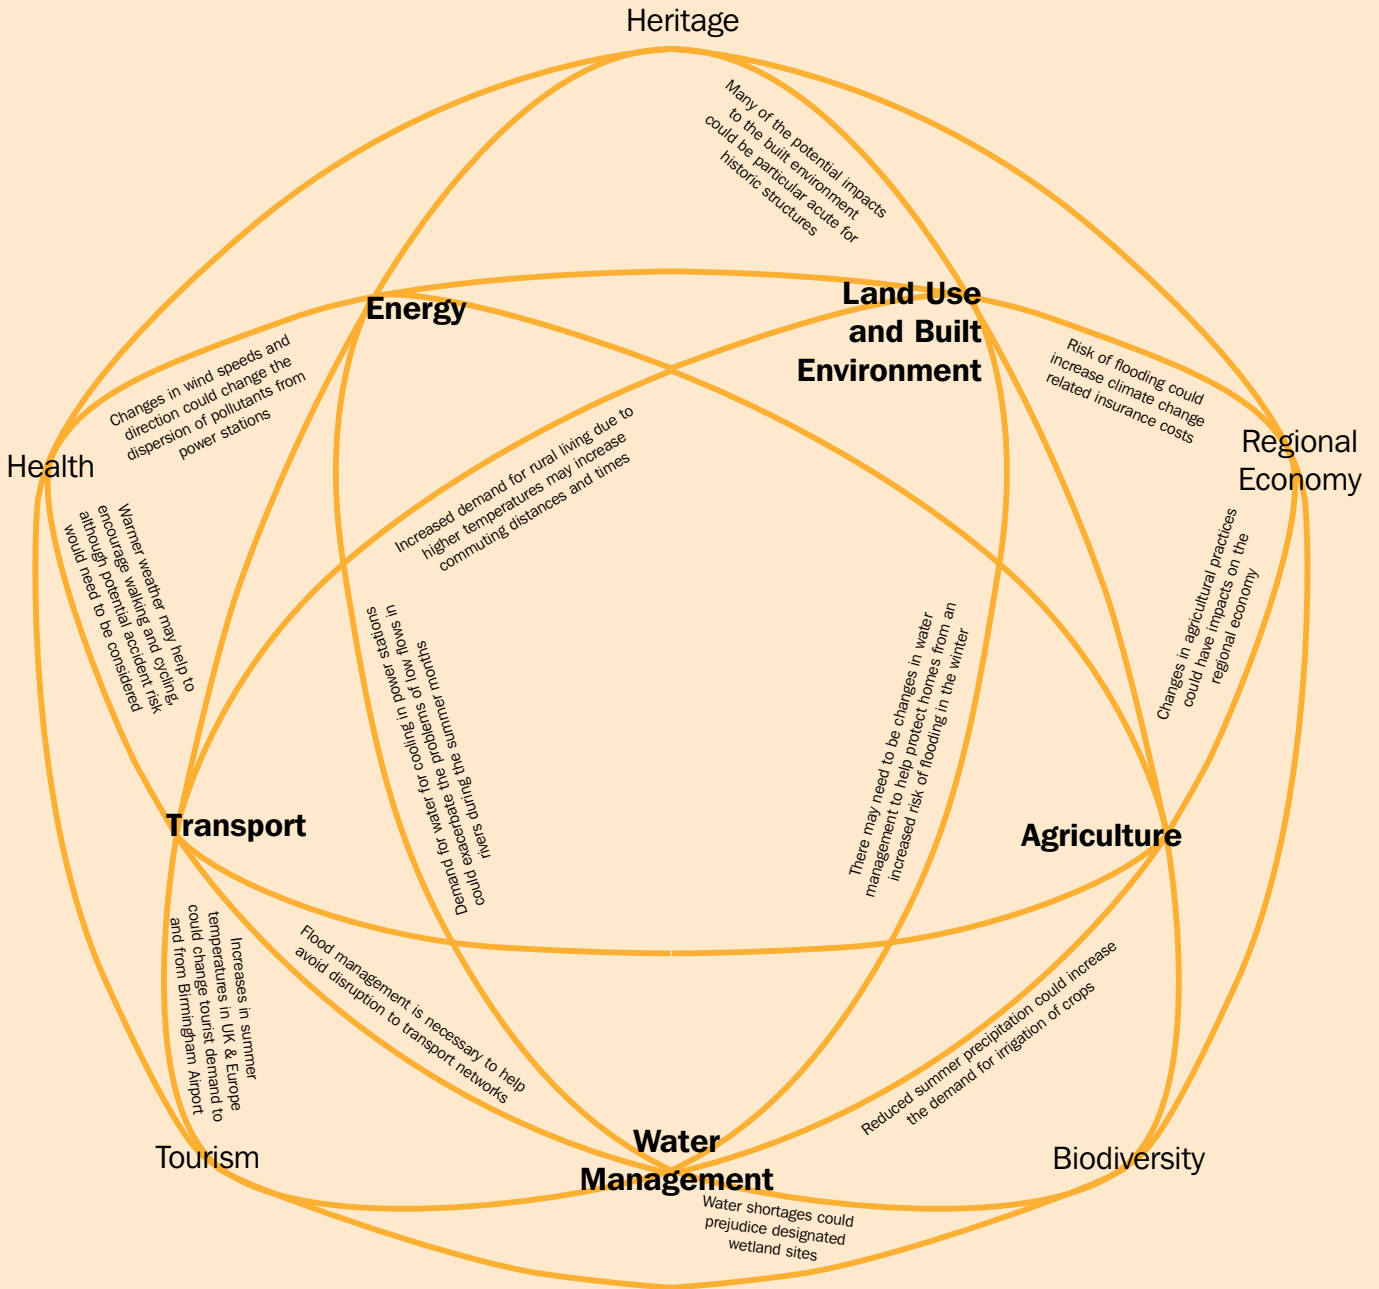 Heritage
Many of the potential impacts
to the built environment
could be particular acute for
historic structures
Energy
Land Use
and Built
Environment
Changes in wind speeds and
direction could change the
dispersion of pollutants from
power stations
Risk of flooding could
increase climate change
related insurance costs
Health
Regional
Economy
Increased demand for rural living due to
higher temperatures may increase
commuting distances and times
Warmer weather may help to
encourage walking and cycling,
although potential accident risk
would need to be considered
Changes in agricultural practices
could have impacts on the
regional economy
Demand for water for cooling in power stations
could exacerbate the problems of low flows in
rivers during the summer months
There may need to be changes in water
management to help protect homes from an
increased risk of flooding in the winter
Transport
Agriculture
Increases in summer
temperatures in UK & Europe
could change tourist demand to
and from Birmingham Airport
Flood management is necessary to help
avoid disruption to transport networks
Reduced summer precipitation could increase
the demand for irrigation of crops
Tourism
Water
Management
Biodiversity
Water shortages could
prejudice designated
wetland sites